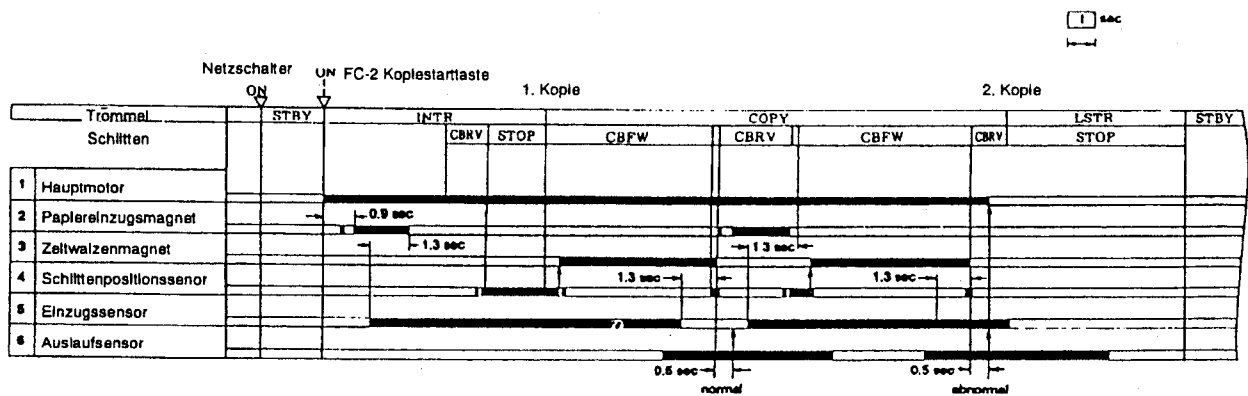 1 sec
Netzschalter
ON
ON FC-2 Kopiestarttaste
1. Kopie
2. Kopie
Trommel STBY INTR COPY LSTR STBY
Schlitten CBRV STOP CBFW CBRV CBFW CBRV STOP
1 Hauptmotor
2 Papiereinzugsmagnet
0.9 sec
3 Zeitwalzenmagnet
1.3 sec
1.3 sec
4 Schlittenpositionssenor
1.3 sec
1.3 sec
5 Einzugssensor
6 Auslaufsensor
0.5 sec
0.5 sec
normal
abnormal